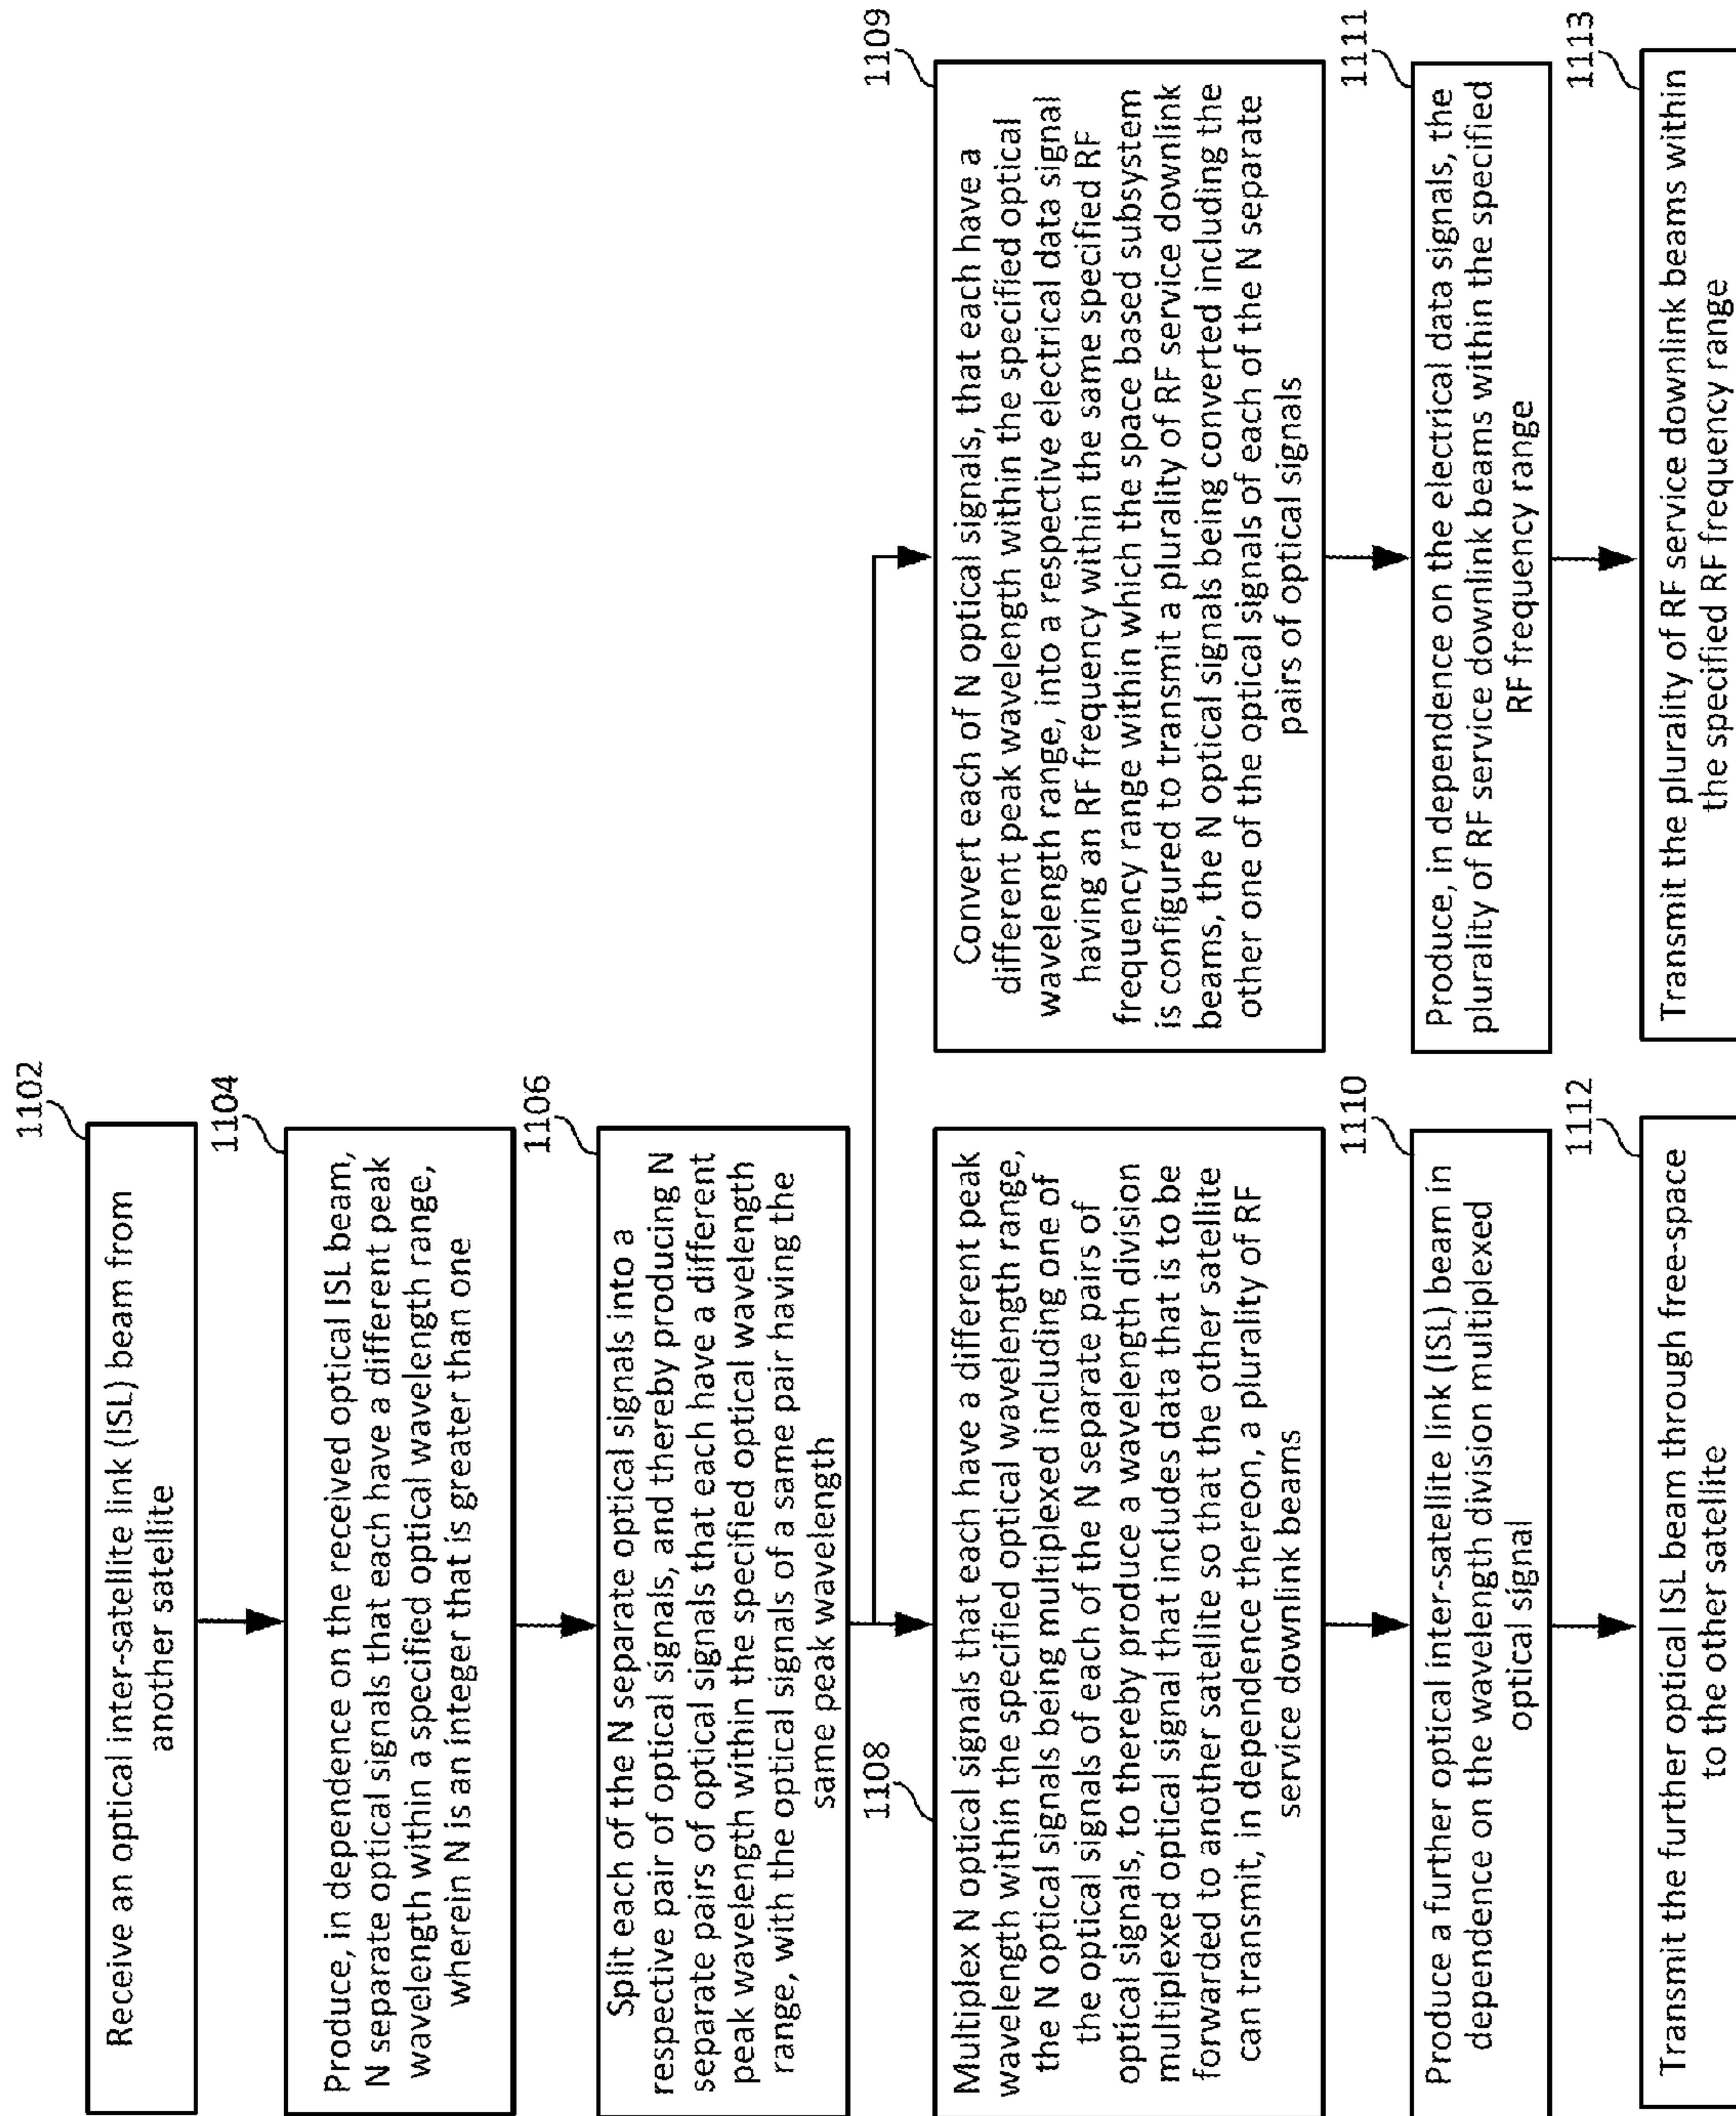 1102
Receive an optical inter-satellite link (ISL) beam from
another satellite
1104
Produce, in dependence on the received optical ISL beam,
N separate optical signals that each have a different peak
wavelength within a specified optical wavelength range,
wherein N is an integer that is greater than one
1106
Split each of the N separate optical signals into a
respective pair of optical signals, and thereby producing N
separate pairs of optical signals that each have a different
peak wavelength within the specified optical wavelength
range, with the optical signals of a same pair having the
same peak wavelength
1108
Multiplex N optical signals that each have a different peak
wavelength within the specified optical wavelength range,
the N optical signals being multiplexed including one of
the optical signals of each of the N separate pairs of
optical signals, to thereby produce a wavelength division
multiplexed optical signal that includes data that is to be
forwarded to another satellite so that the other satellite
can transmit, in dependence thereon, a plurality of RF
service downlink beams
1110
Produce a further optical inter-satellite link (ISL) beam in
dependence on the wavelength division multiplexed
optical signal
1112
Transmit the further optical ISL beam through free-space
to the other satellite
1109
Convert each of N optical signals, that each have a
different peak wavelength within the specified optical
wavelength range, into a respective electrical data signal
having an RF frequency within the same specified RF
frequency range within which the space based subsystem
is configured to transmit a plurality of RF service downlink
beams, the N optical signals being converted including the
other one of the optical signals of each of the N separate
pairs of optical signals
1111
Produce, in dependence on the electrical data signals, the
plurality of RF service downlink beams within the specified
RF frequency range
1113
Transmit the plurality of RF service downlink beams within
the specified RF frequency range